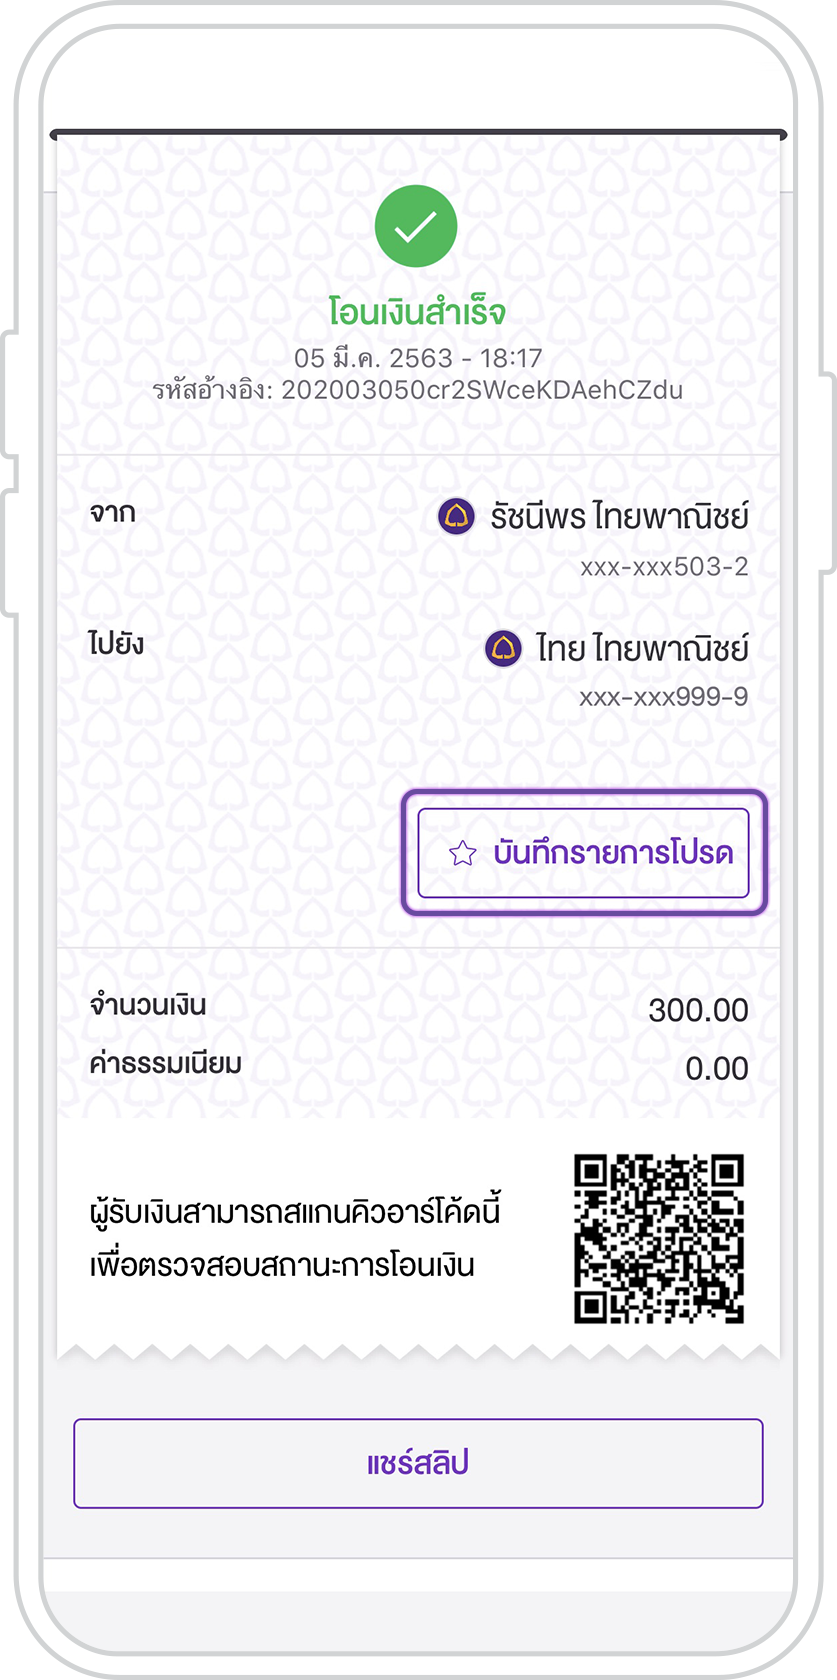 โอนเงินสำเร็จ
05 มี.ค. 2563 - 18:17
รหัสอ้างอิง: 202003050cr2SWceKDAehCZdu
จาก
รัชนีพร ไทยพาณิชย์
xxx-xxx503-2
ไปยัง
ไทย ไทยพาณิชย์
xxx-xxx999-9
บันทึกรายการโปรด
จำนวนเงิน 300.00
ค่าธรรมเนียม 0.00
ผู้รับเงินสามารถสแกนคิวอาร์โค้ดนี้
เพื่อตรวจสอบสถานะการโอนเงิน
แชร์สลิป